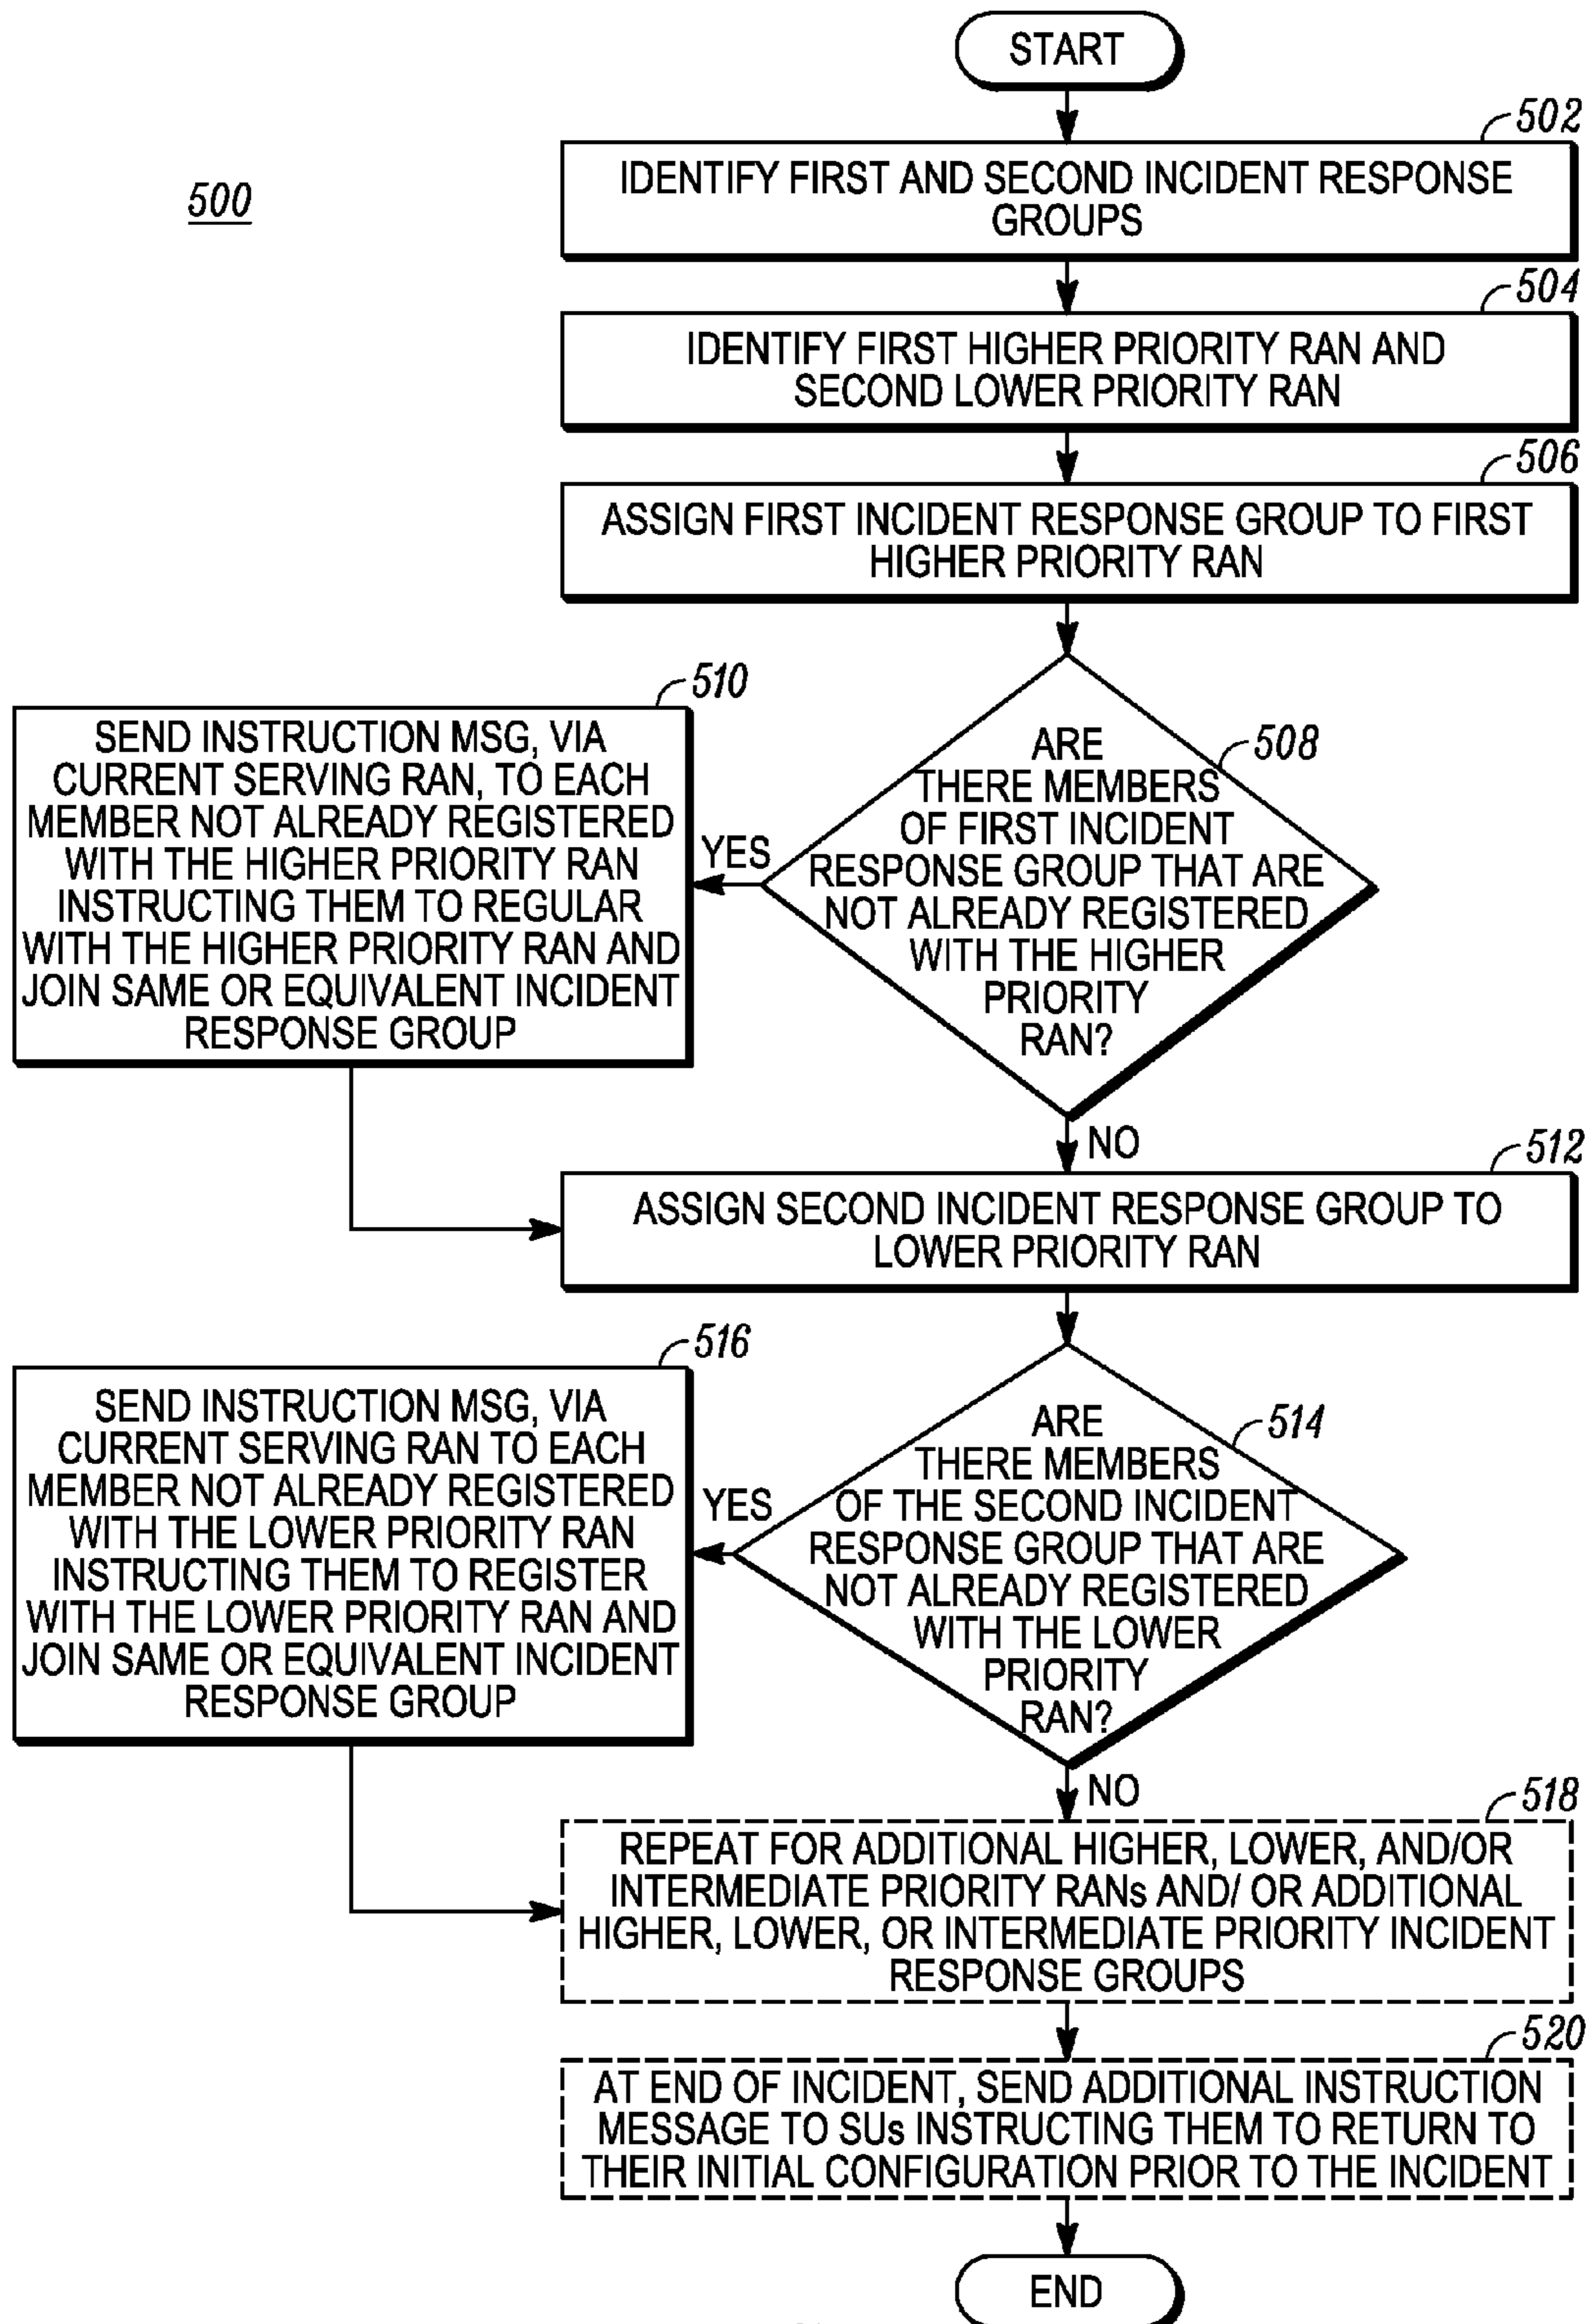 START
500
502
IDENTIFY FIRST AND SECOND INCIDENT RESPONSE
GROUPS
504
IDENTIFY FIRST HIGHER PRIORITY RAN AND
SECOND LOWER PRIORITY RAN
506
ASSIGN FIRST INCIDENT RESPONSE GROUP TO FIRST
HIGHER PRIORITY RAN
508
ARE
THERE MEMBERS
OF FIRST INCIDENT
RESPONSE GROUP THAT ARE
NOT ALREADY REGISTERED
WITH THE HIGHER
PRIORITY
RAN?
YES
510
SEND INSTRUCTION MSG, VIA
CURRENT SERVING RAN, TO EACH
MEMBER NOT ALREADY REGISTERED
WITH THE HIGHER PRIORITY RAN
INSTRUCTING THEM TO REGULAR
WITH THE HIGHER PRIORITY RAN AND
JOIN SAME OR EQUIVALENT INCIDENT
RESPONSE GROUP
NO
512
ASSIGN SECOND INCIDENT RESPONSE GROUP TO
LOWER PRIORITY RAN
514
ARE
THERE MEMBERS
OF THE SECOND INCIDENT
RESPONSE GROUP THAT ARE
NOT ALREADY REGISTERED
WITH THE LOWER
PRIORITY
RAN?
YES
516
SEND INSTRUCTION MSG, VIA
CURRENT SERVING RAN TO EACH
MEMBER NOT ALREADY REGISTERED
WITH THE LOWER PRIORITY RAN
INSTRUCTING THEM TO REGISTER
WITH THE LOWER PRIORITY RAN AND
JOIN SAME OR EQUIVALENT INCIDENT
RESPONSE GROUP
NO
518
REPEAT FOR ADDITIONAL HIGHER, LOWER, AND/OR
INTERMEDIATE PRIORITY RANs AND/ OR ADDITIONAL
HIGHER, LOWER, OR INTERMEDIATE PRIORITY INCIDENT
RESPONSE GROUPS
520
AT END OF INCIDENT, SEND ADDITIONAL INSTRUCTION
MESSAGE TO SUs INSTRUCTING THEM TO RETURN TO
THEIR INITIAL CONFIGURATION PRIOR TO THE INCIDENT
END